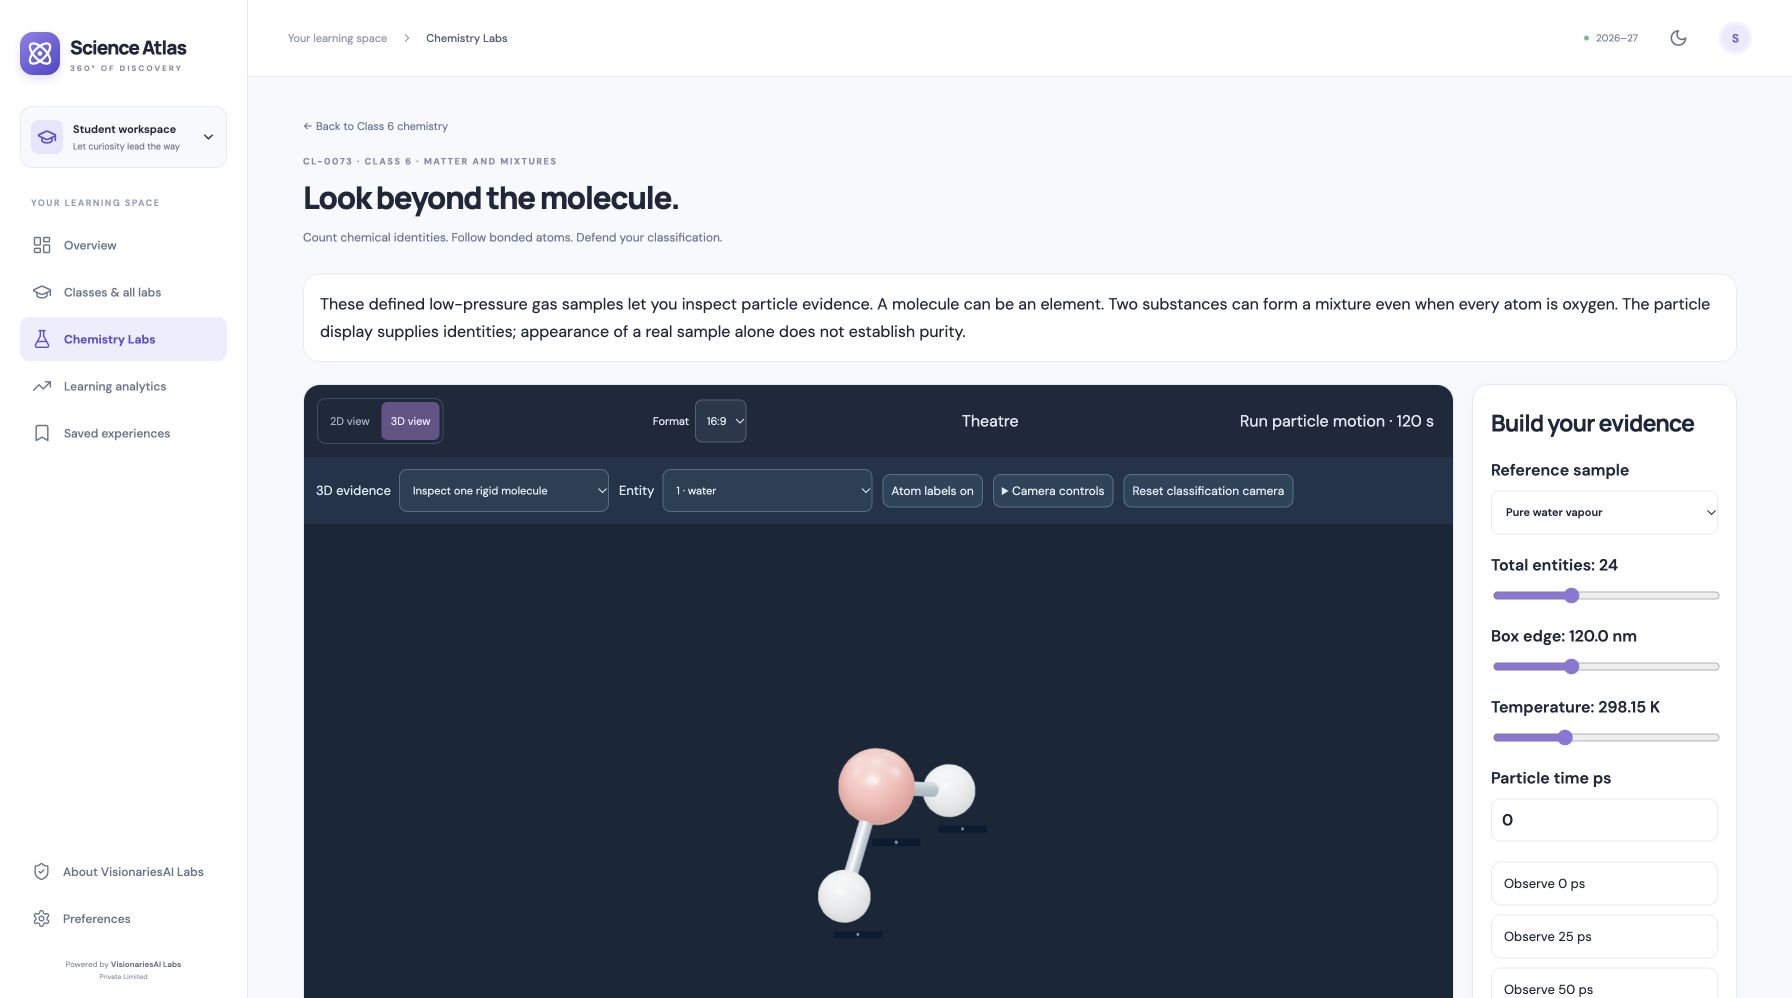 Science Atlas
360° OF DISCOVERY
Student workspace
Let curiosity lead the way
YOUR LEARNING SPACE
Overview
Classes & all labs
Chemistry Labs
Learning analytics
Saved experiences
About VisionariesAI Labs
Preferences
Powered by VisionariesAI Labs
Private Limited
Your learning space > Chemistry Labs
2026–27
S
← Back to Class 6 chemistry
CL-0073 · CLASS 6 · MATTER AND MIXTURES
Look beyond the molecule.
Count chemical identities. Follow bonded atoms. Defend your classification.
These defined low-pressure gas samples let you inspect particle evidence. A molecule can be an element. Two substances can form a mixture even when every atom is oxygen. The particle
display supplies identities; appearance of a real sample alone does not establish purity.
2D view 3D view Format 16:9 Theatre Run particle motion · 120 s
3D evidence Inspect one rigid molecule Entity 1 · water Atom labels on ▶ Camera controls Reset classification camera
Build your evidence
Reference sample
Pure water vapour
Total entities: 24
Box edge: 120.0 nm
Temperature: 298.15 K
Particle time ps
0
Observe 0 ps
Observe 25 ps
Observe 50 ps